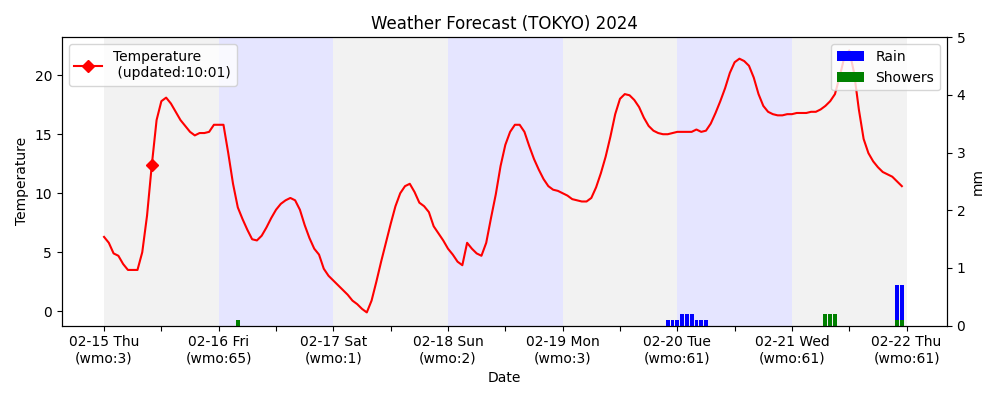 Weather Forecast (TOKYO) 2024
Temperature
(updated:10:01)
Rain
Showers
20
15
10
5
0
Temperature
5
4
3
2
1
0
mm
02-15 Thu
(wmo:3)
02-16 Fri
(wmo:65)
02-17 Sat
(wmo:1)
02-18 Sun
(wmo:2)
02-19 Mon
(wmo:3)
02-20 Tue
(wmo:61)
02-21 Wed
(wmo:61)
02-22 Thu
(wmo:61)
Date